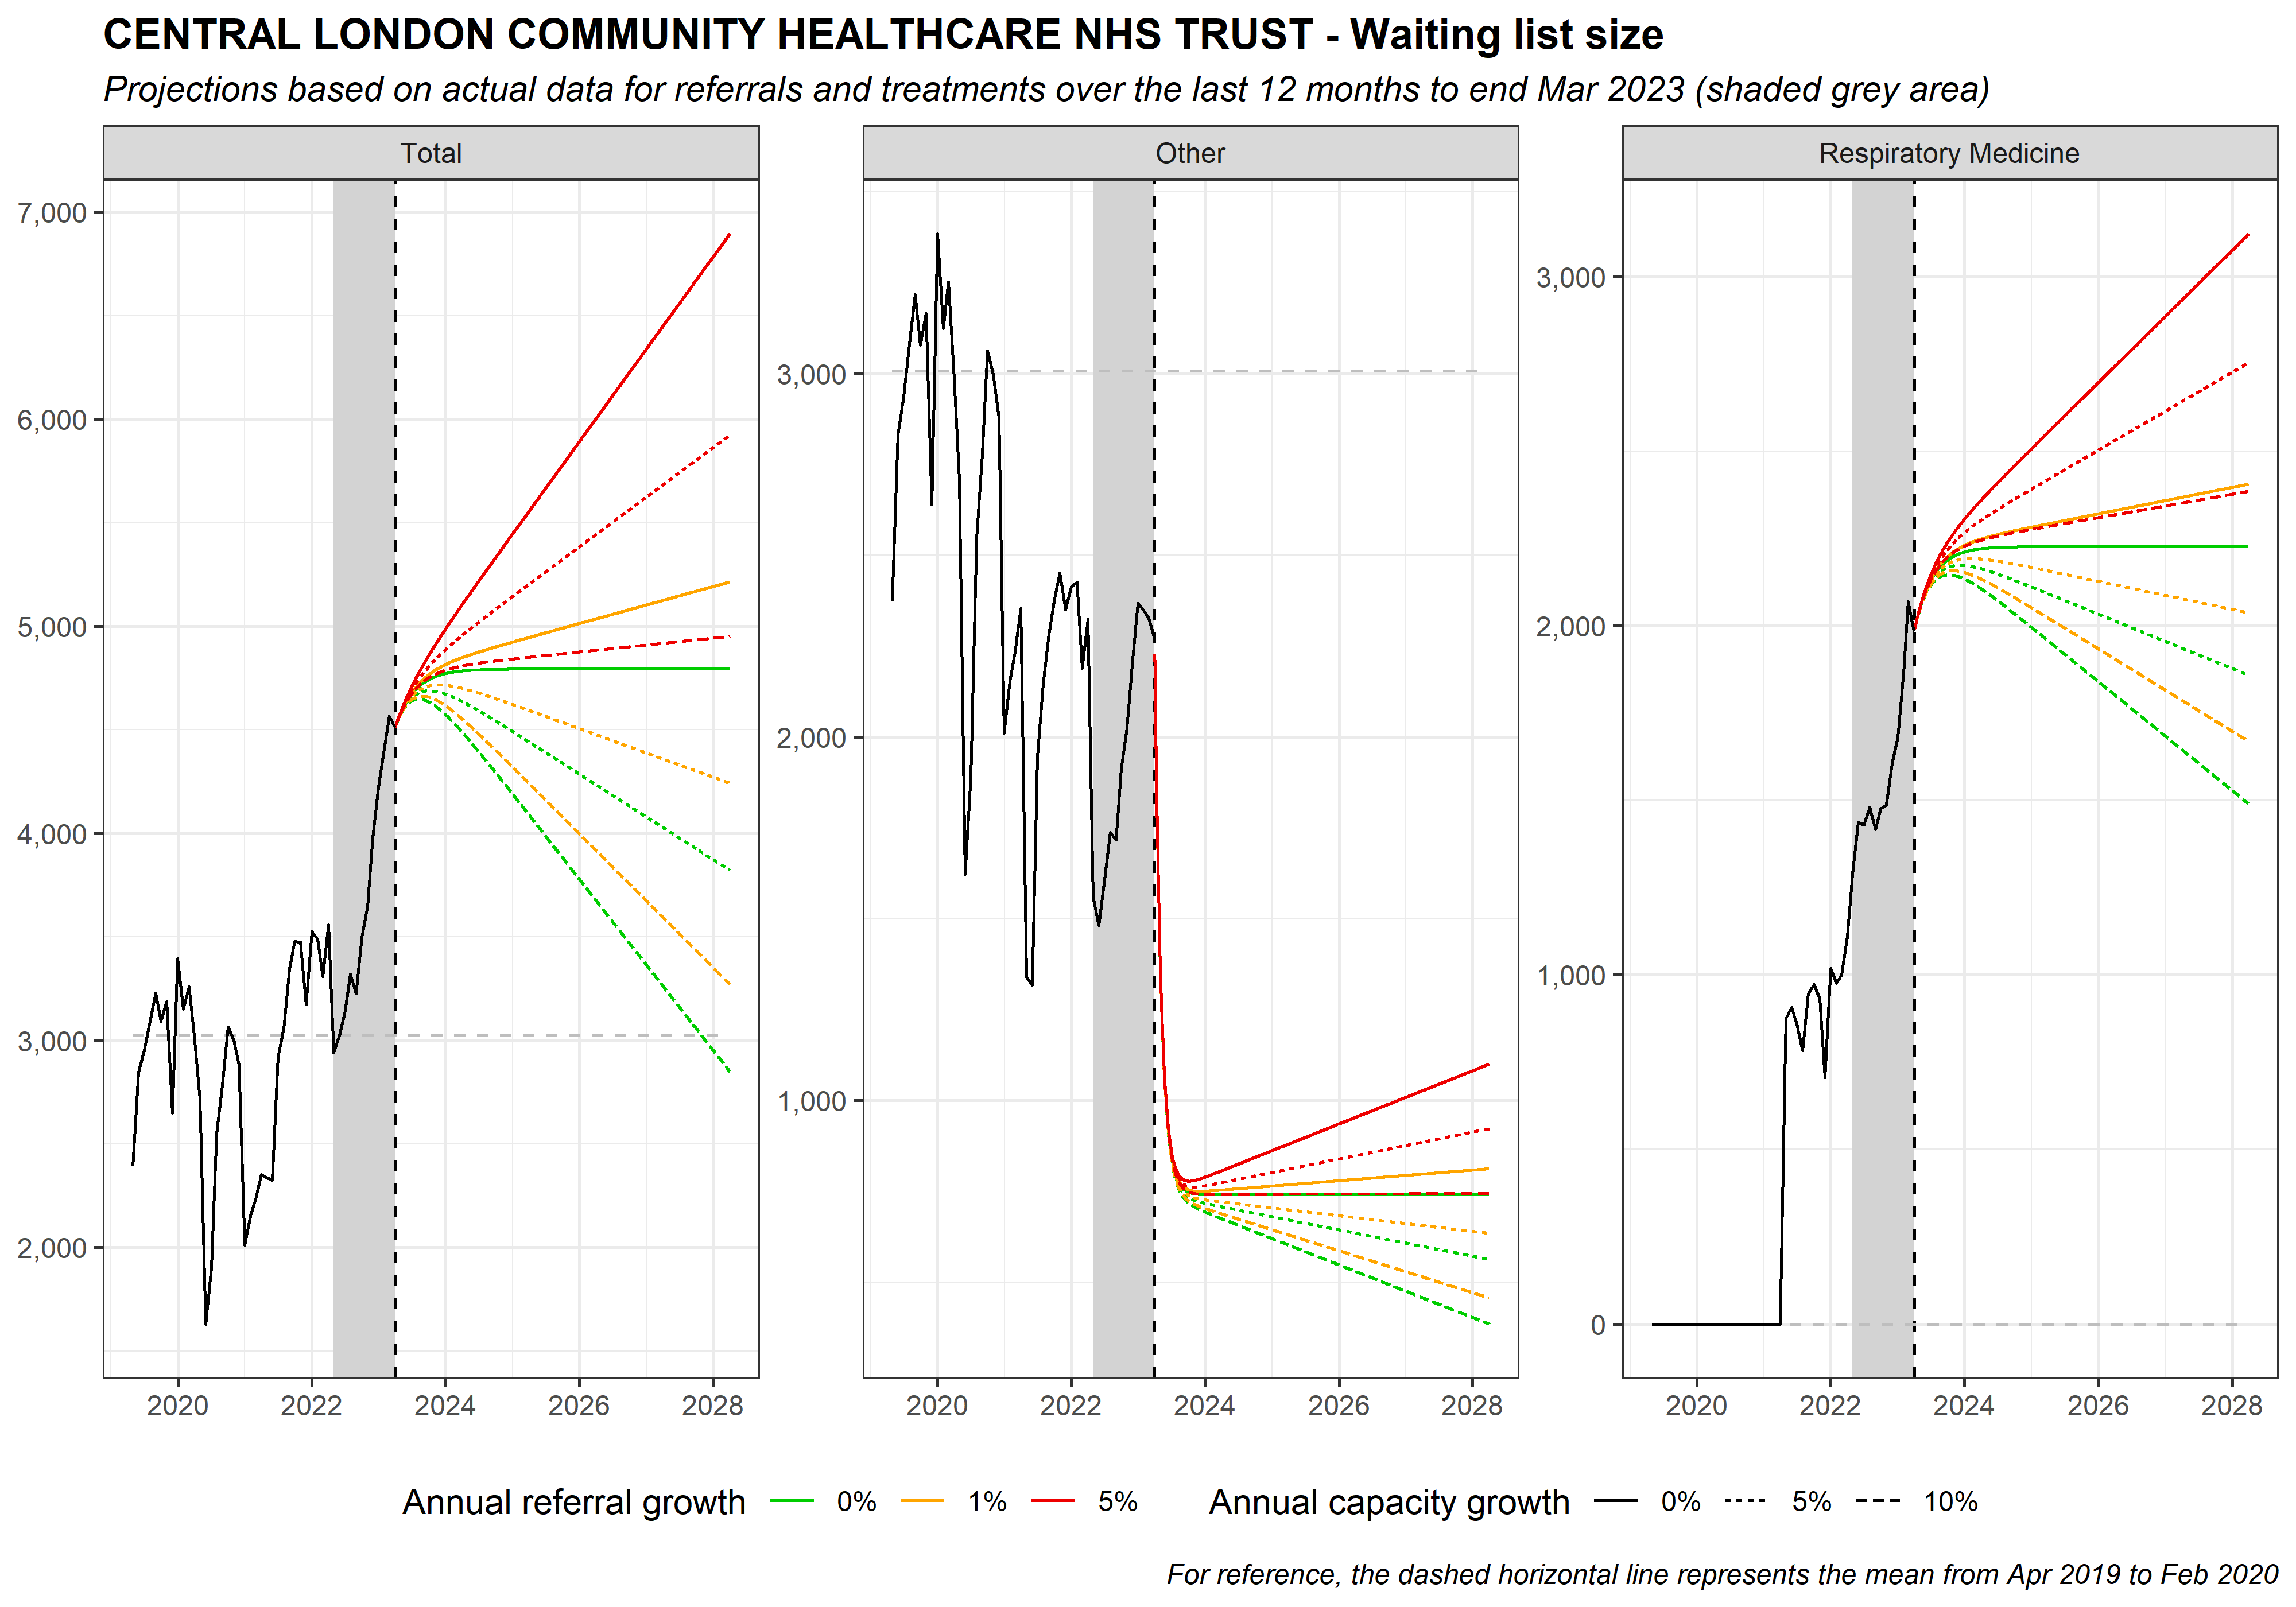 CENTRAL LONDON COMMUNITY HEALTHCARE NHS TRUST - Waiting list size
Projections based on actual data for referrals and treatments over the last 12 months to end Mar 2023 (shaded grey area)
Total
7,000
6,000
5,000
4,000
3,000
2,000
2020 2022 2024 2026 2028
Other
3,000
2,000
1,000
2020 2022 2024 2026 2028
Respiratory Medicine
3,000
2,000
1,000
0
2020 2022 2024 2026 2028
Annual referral growth 0% 1% 5%
Annual capacity growth 0% 5% 10%
For reference, the dashed horizontal line represents the mean from Apr 2019 to Feb 2020